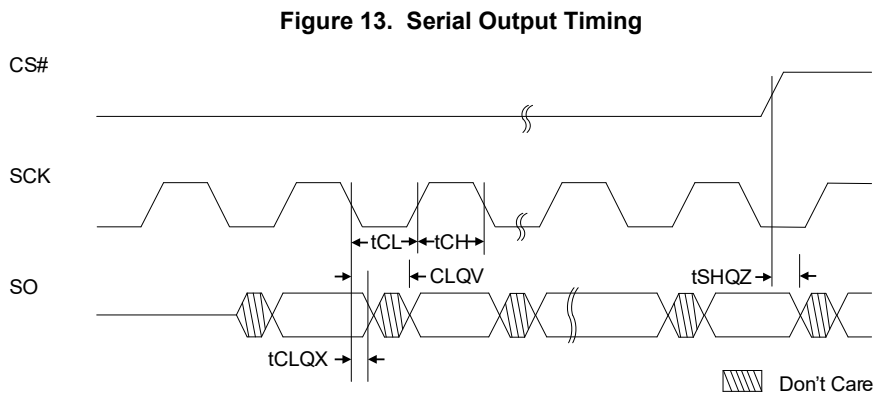 Figure 13. Serial Output Timing
CS#
SCK
tCL
tCH
CLQV
tSHQZ
SO
tCLQX
Don't Care